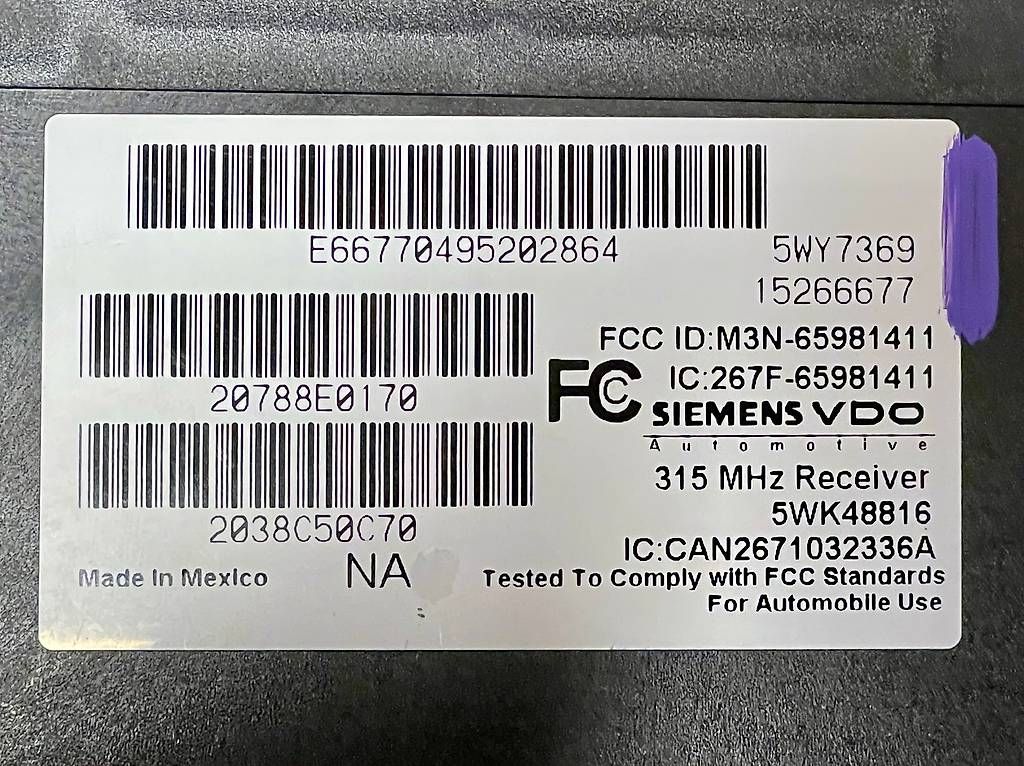 E66770495202864
5WY7369
15266677
FCC ID:M3N-65981411
20788E0170
FC IC:267F-65981411
SIEMENS VDO
Automotive
315 MHz Receiver
5WK48816
2038C50C70
IC:CAN2671032336A
Made In Mexico NA Tested To Comply with FCC Standards
For Automobile Use